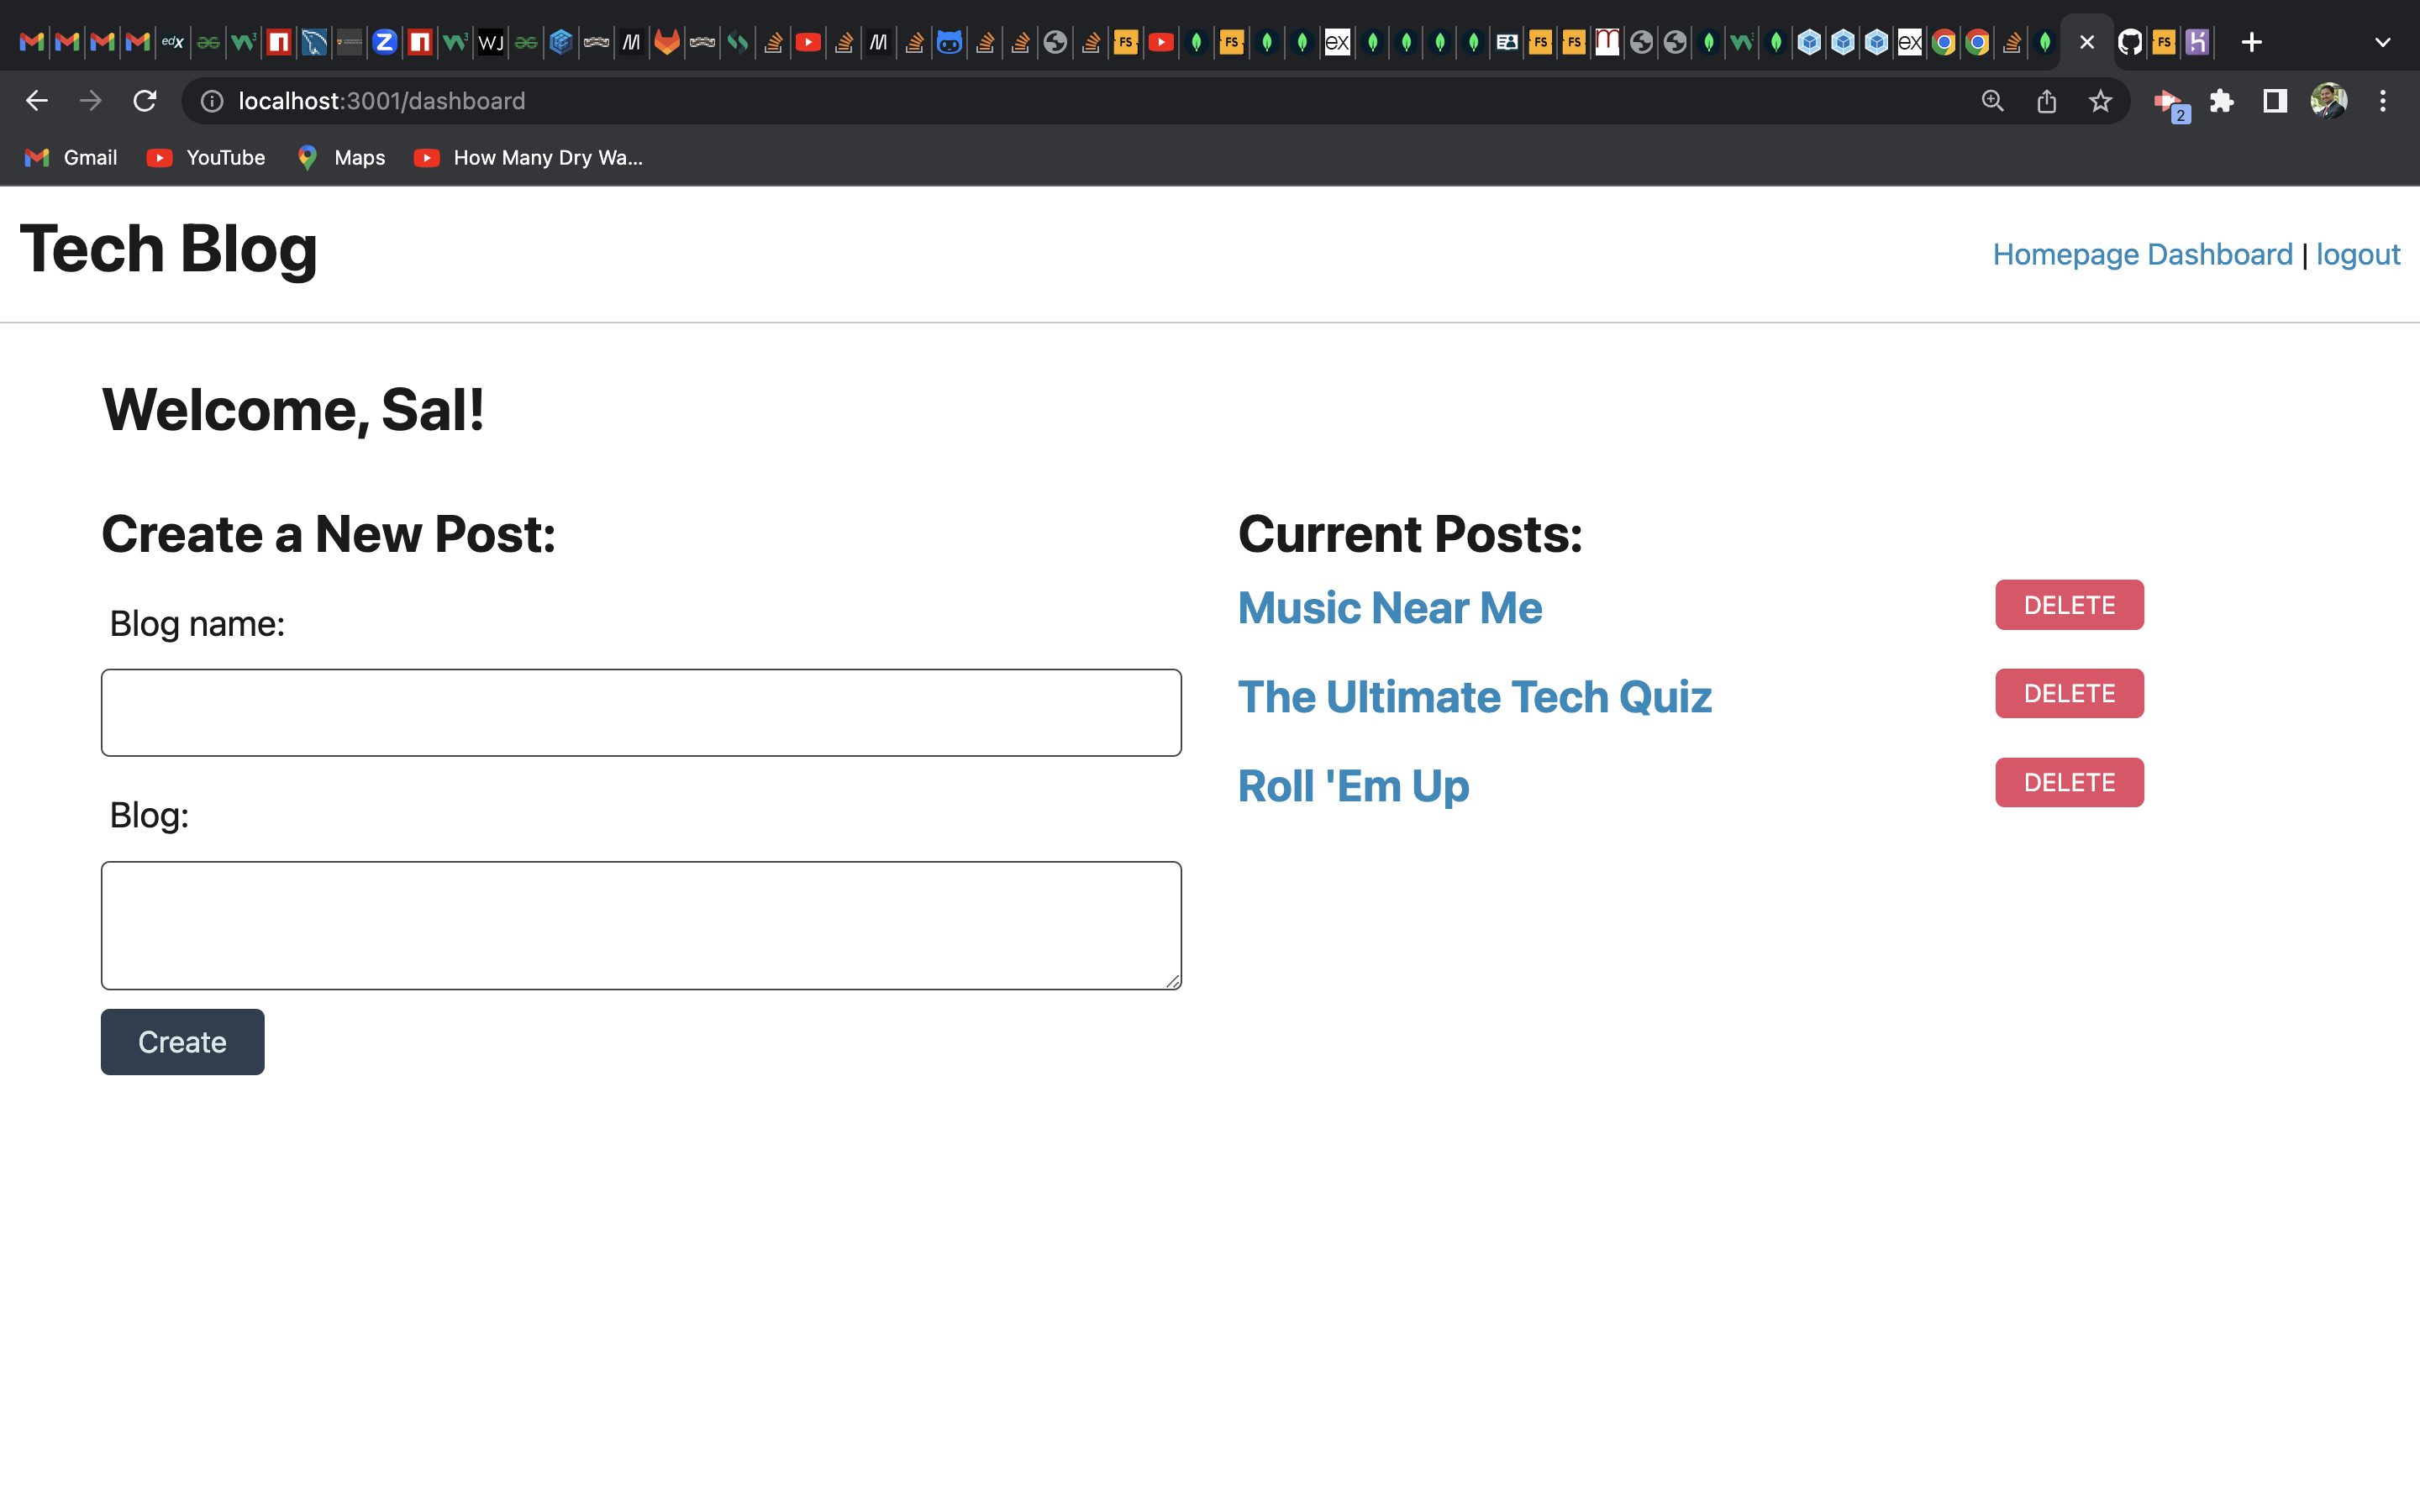 localhost:3001/dashboard
2
Gmail YouTube Maps How Many Dry Wa...
Tech Blog
Homepage Dashboard | logout
Welcome, Sal!
Create a New Post:
Blog name:
Blog:
Create
Current Posts:
Music Near Me DELETE
The Ultimate Tech Quiz DELETE
Roll 'Em Up DELETE